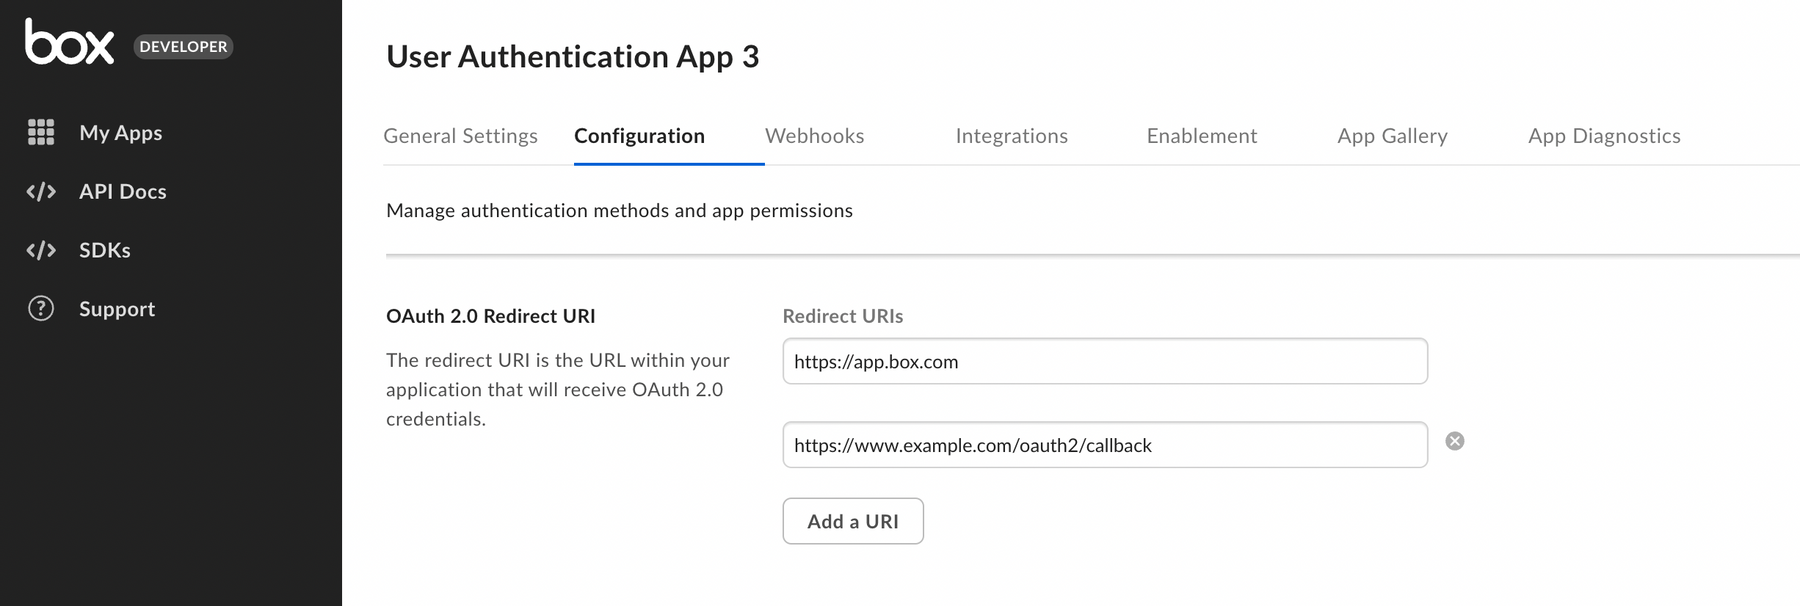 box DEVELOPER
My Apps
API Docs
SDKs
Support
User Authentication App 3
General Settings Configuration Webhooks Integrations Enablement App Gallery App Diagnostics
Manage authentication methods and app permissions
OAuth 2.0 Redirect URI
The redirect URI is the URL within your
application that will receive OAuth 2.0
credentials.
Redirect URIs
https://app.box.com
https://www.example.com/oauth2/callback
Add a URI